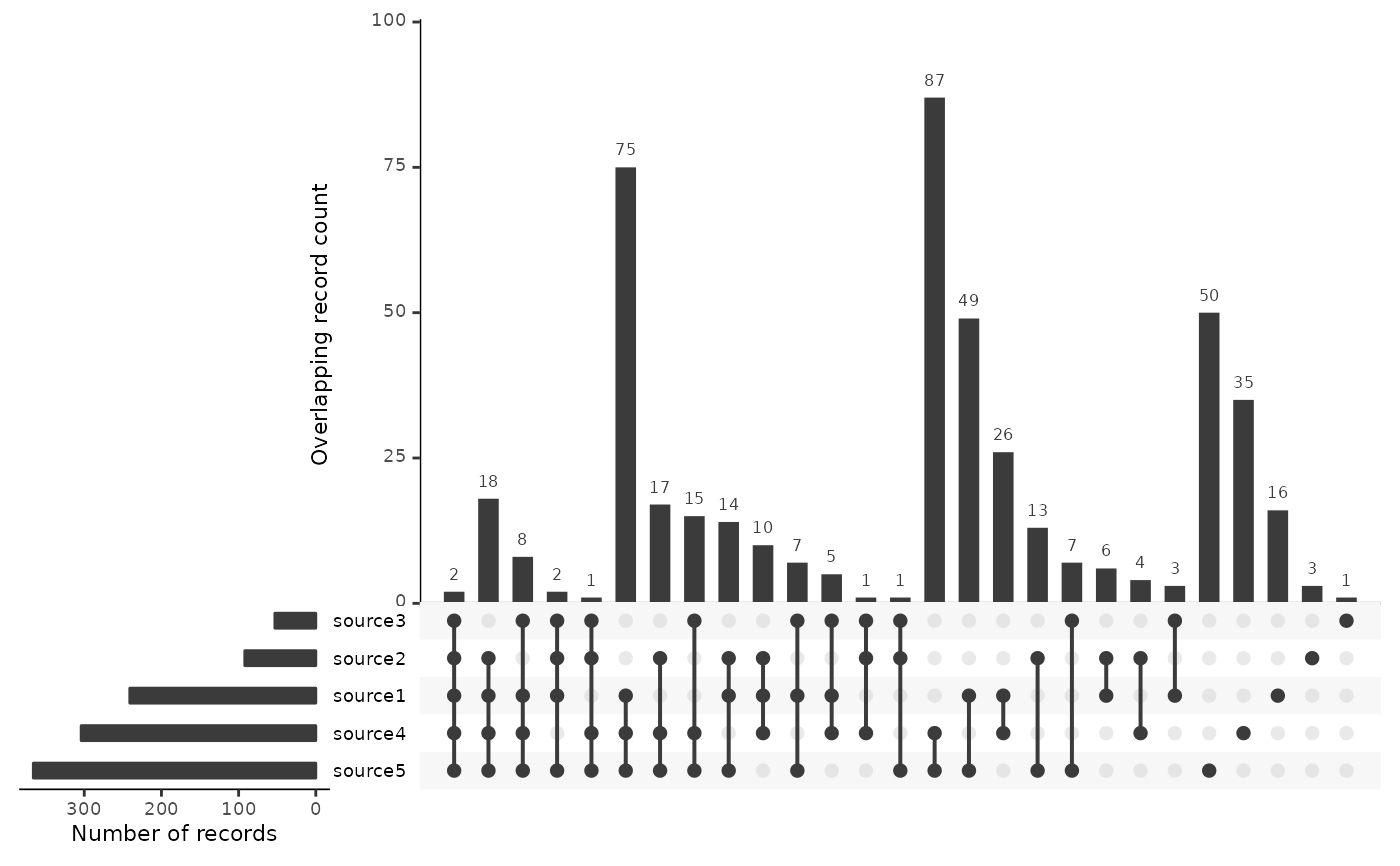 100
75
50
25
0
Overlapping record count
2 18 8 2 1 75 17 15 14 10 7 5 1 1 87 49 26 13 7 6 4 3 50 35 16 3 1
source3
source2
source1
source4
source5
300 200 100 0
Number of records